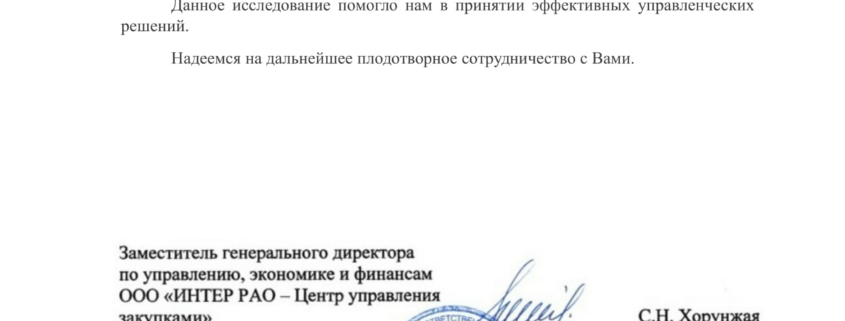 Данное исследование помогло нам в принятии эффективных управленческих
решений.
Надеемся на дальнейшее плодотворное сотрудничество с Вами.
Заместитель генерального директора
по управлению, экономике и финансам
ООО «ИНТЕР РАО – Центр управления
закупками»
С.Н. Хорунжая